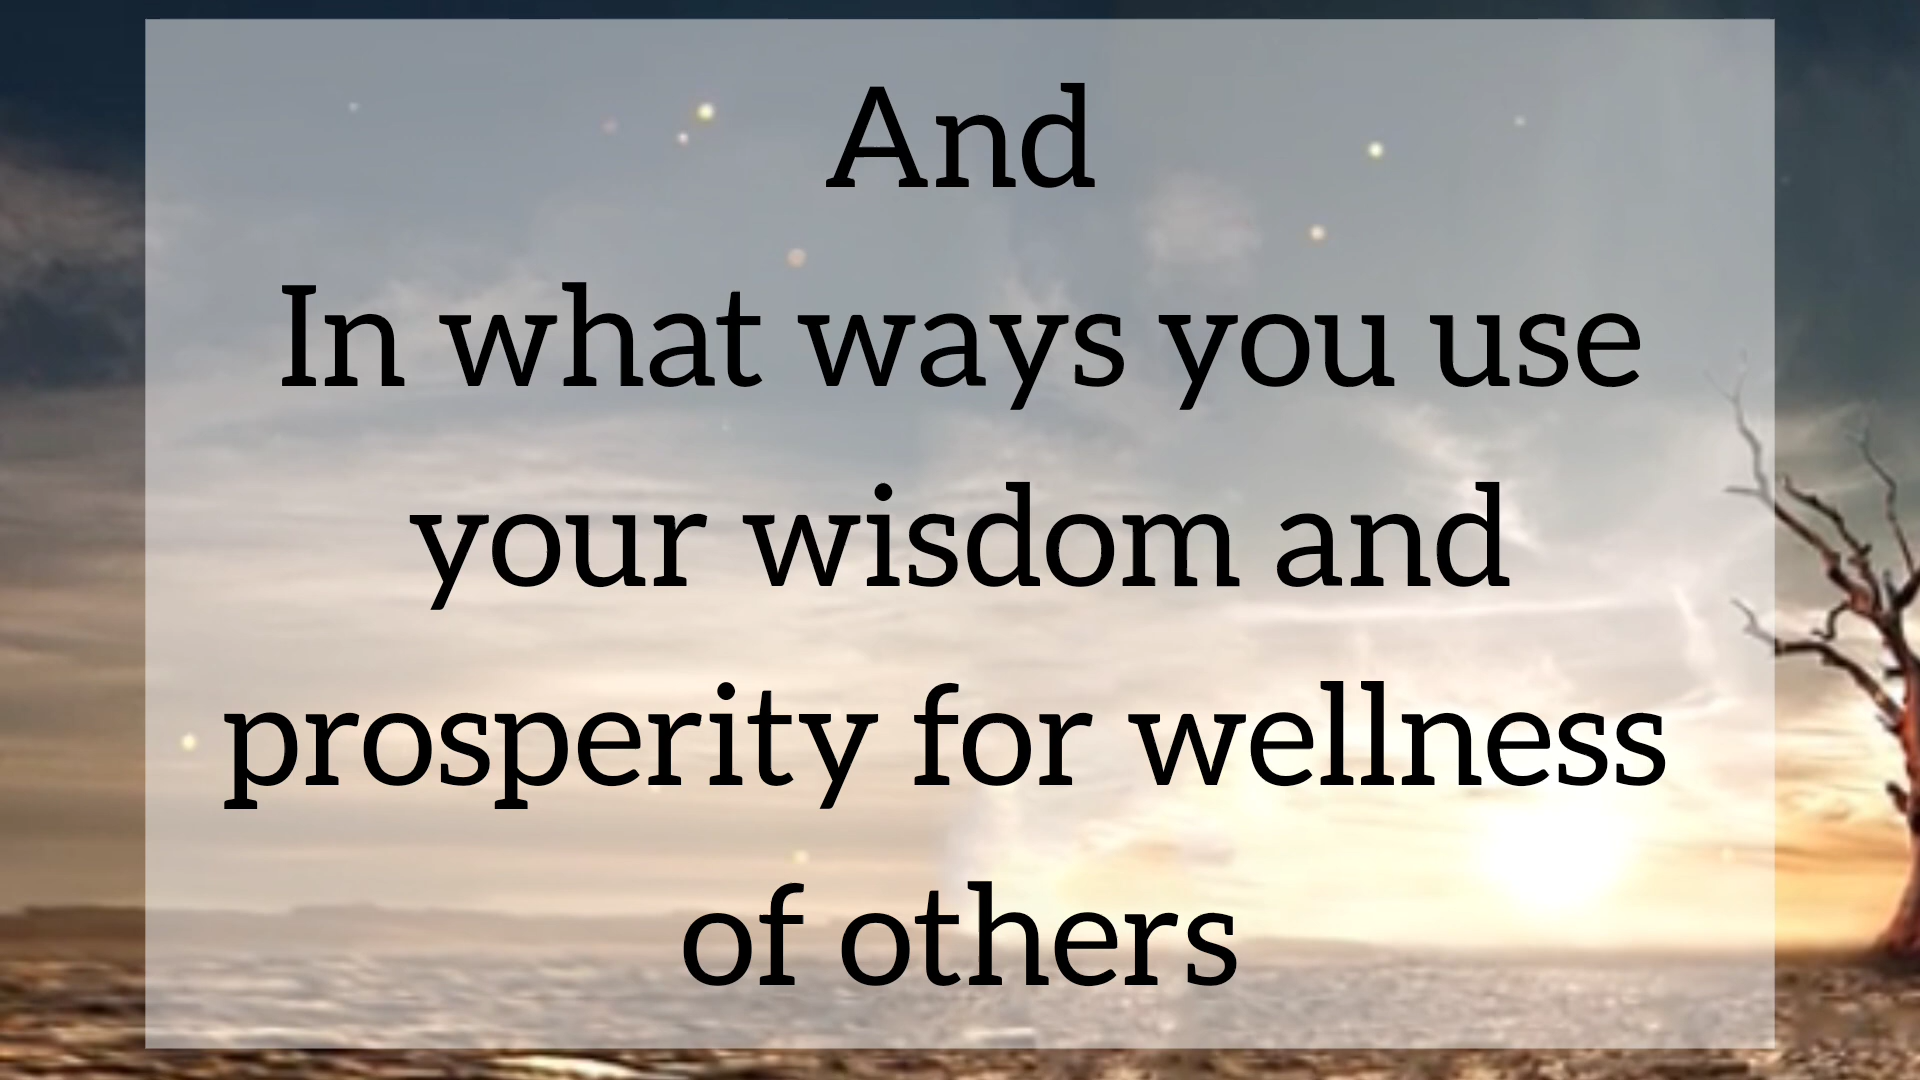 And
In what ways you use
your wisdom and
prosperity for wellness
of others